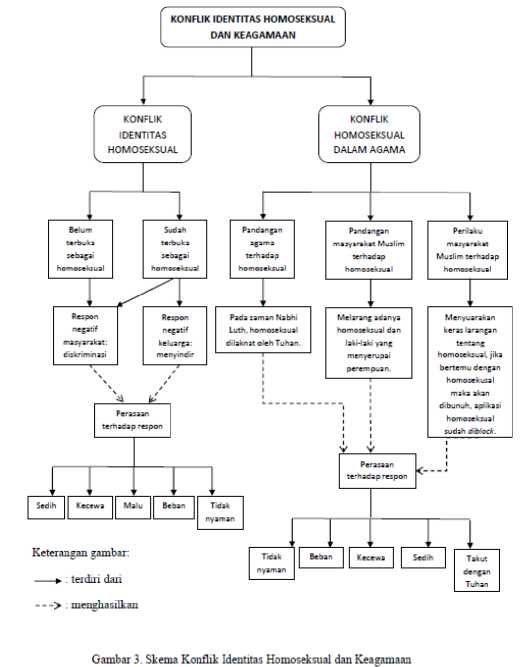 KONFLIK IDENTITAS HOMOSEKSUAL
DAN KEAGAMAAN
KONFLIK
IDENTITAS
HOMOSEKSUAL
KONFLIK
HOMOSEKSUAL
DALAM AGAMA
Belum
terbuka
sebagai
homoseksual
Sudah
terbuka
sebagai
homoseksual
Pandangan
agama
terhadap
homoseksual
Pandangan
masyarakat Muslim
terhadap
homoseksual
Perilaku
masyarakat
Muslim terhadap
homoseksual
Respon
negatif
masyarakat:
diskriminasi
Respon
negatif
keluarga:
menyindir
Pada zaman Nabhi
Luth, homoseksual
dilaknat oleh Tuhan.
Melarang adanya
homoseksual dan
laki-laki yang
menyerupai
perempuan.
Menyuarakan
keras larangan
tentang
homoseksual, jika
bertemu dengan
homosekusal
maka akan
dibunuh, aplikasi
homoseksual
sudah diblock.
Perasaan
terhadap respon
Sedih
Kecewa
Malu
Beban
Tidak
nyaman
Perasaan
terhadap respon
Tidak
nyaman
Beban
Kecewa
Sedih
Takut
dengan
Tuhan
Keterangan gambar:
: terdiri dari
: menghasilkan
Gambar 3. Skema Konflik Identitas Homoseksual dan Keagamaan